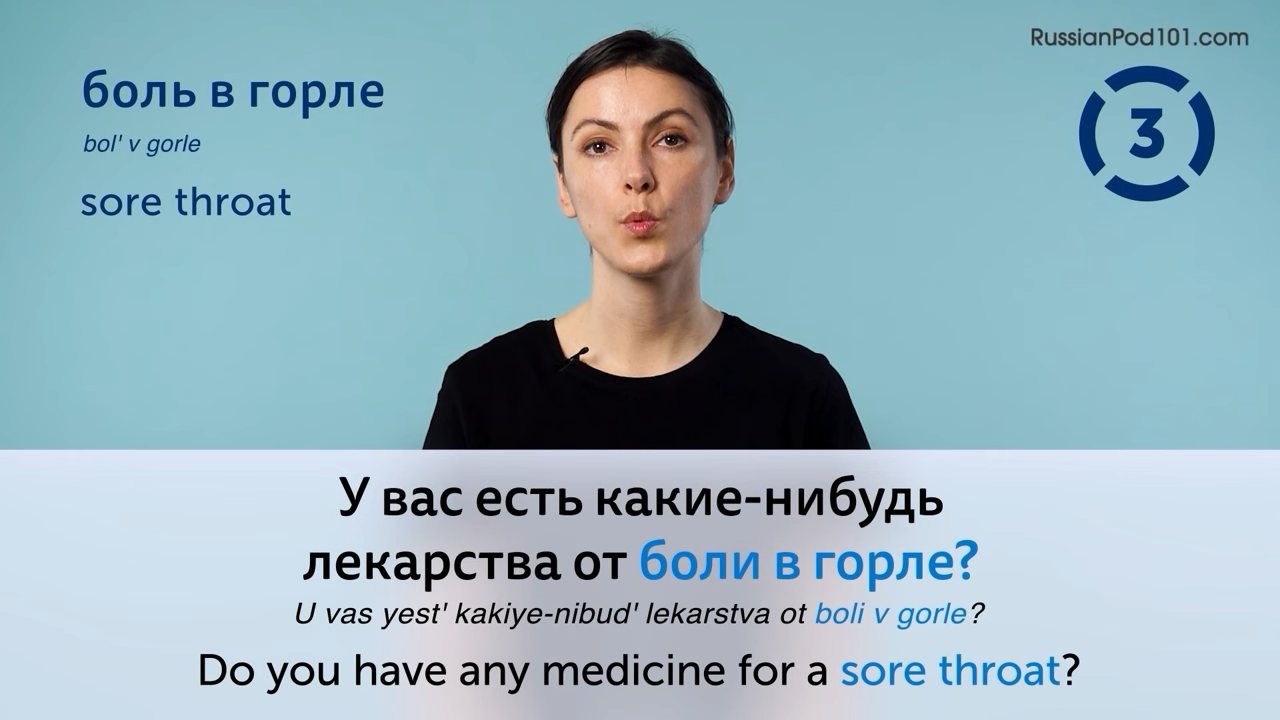 RussianPod101.com
боль в горле
bol' v gorle
sore throat
3
У вас есть какие-нибудь
лекарства от боли в горле?
U vas yest' kakiye-nibud' lekarstva ot boli v gorle?
Do you have any medicine for a sore throat?